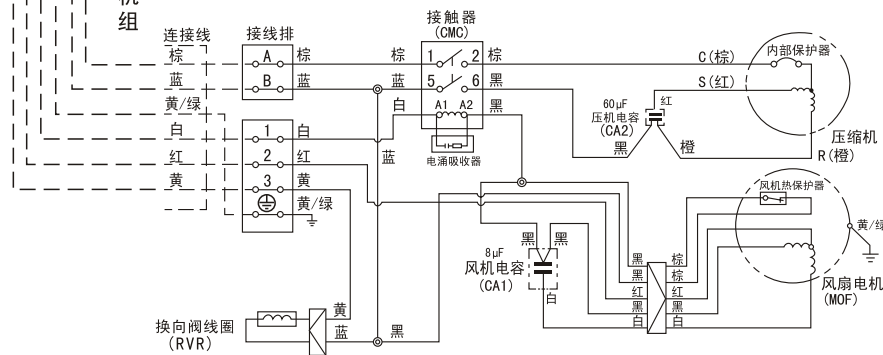 机
组
连接线
接线排
接触器
(CMC)
棕
蓝
黄/绿
白
红
黄
A
B
棕
蓝
1
2
3
白
红
黄
黄/绿
棕
蓝
白
1
2
5
6
A1
A2
棕
黑
黑
电涌吸收器
蓝
C(棕)
S(红)
内部保护器
60μF
压机电容
(CA2)
红
黑
橙
压缩机
R(橙)
风机热保护器
黄/绿
风扇电机
(MOF)
黑
黑
8μF
风机电容
(CA1)
白
黑
黑
红
黑
白
棕
棕
红
黑
白
换向阀线圈
(RVR)
黄
蓝
黑